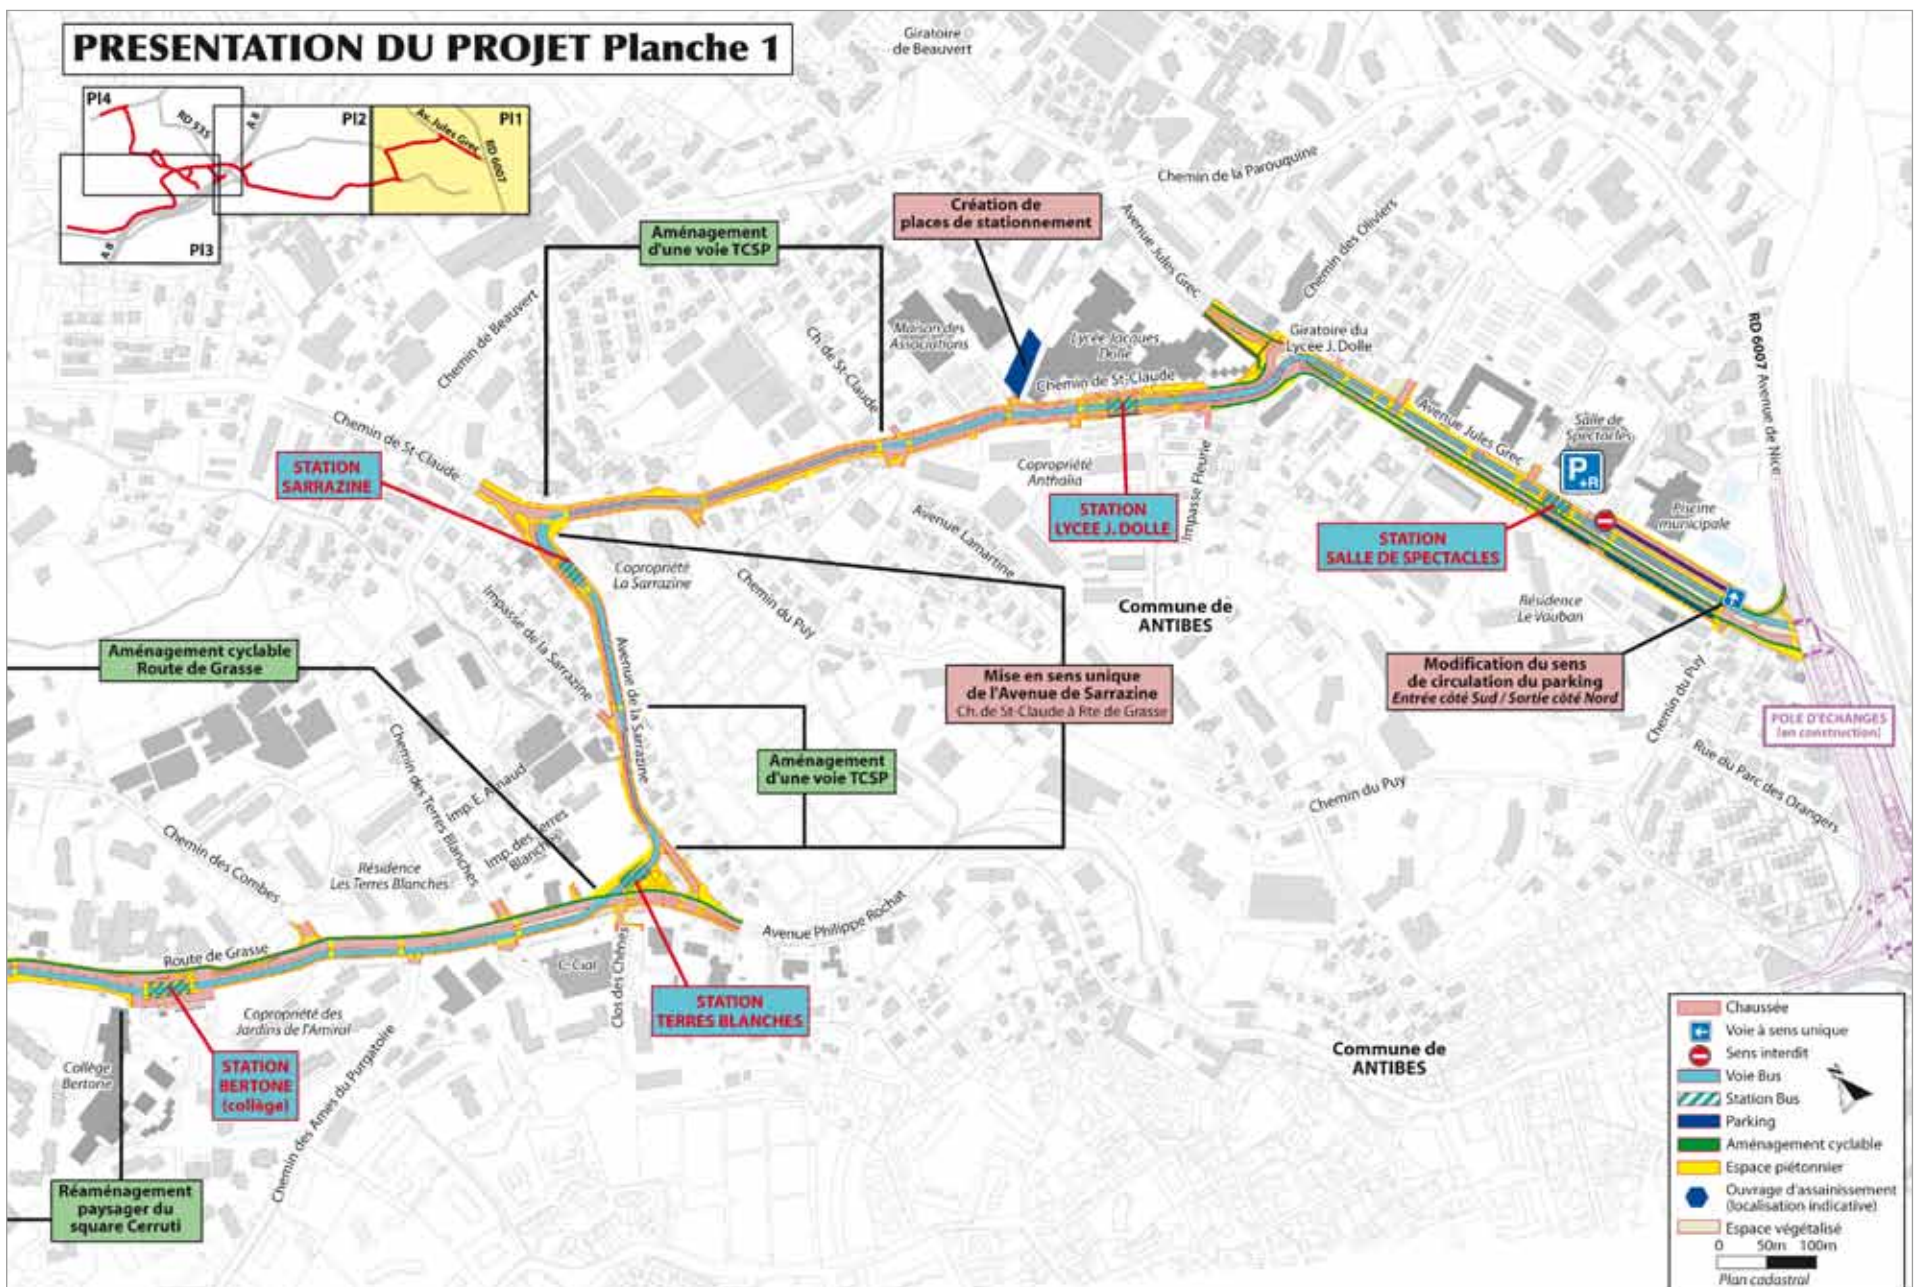 PRESENTATION DU PROJET Planche 1
Pl4
RD 535
A 8
Pl2
Av. Jules Grec
RD 6007
Pl1
A 8
Pl3
Giratoire
de Beauvert
Chemin de la Parouquine
Création de
places de stationnement
Aménagement
d'une voie TCSP
Avenue Jules Grec
Chemin des Oliviers
Chemin de Beauvert
Maison des
Associations
Lycée Jacques
Dolle
Giratoire du
Lycée J. Dolle
RD 6007 Avenue de Nice
Ch. de St-Claude
Chemin de St-Claude
Avenue Jules Grec
Salle de
Spectacles
P
+R
Chemin de St-Claude
STATION
SARRAZINE
Copropriété
Anthalia
Impasse Fleurie
STATION
LYCEE J. DOLLE
Avenue Lamartine
Piscine
municipale
STATION
SALLE DE SPECTACLES
Copropriété
La Sarrazine
Chemin du Puy
Impasse de la Sarrazine
Commune de
ANTIBES
Résidence
Le Vauban
Aménagement cyclable
Route de Grasse
Avenue de la Sarrazine
Mise en sens unique
de l'Avenue de Sarrazine
Ch. de St-Claude à Rte de Grasse
Modification du sens
de circulation du parking
Entrée côté Sud / Sortie côté Nord
Chemin du Puy
POLE D'ECHANGES
(en construction)
Rue du Parc des Orangers
Chemin des Terres Blanches
Imp. E. Arnaud
Aménagement
d'une voie TCSP
Chemin du Puy
Imp. des Terres
Blanches
Chemin des Combes
Résidence
Les Terres Blanches
Avenue Philippe Rochat
Route de Grasse
C. Cial
Clos des Chênes
STATION
TERRES BLANCHES
Copropriété des
Jardins de l'Amiral
Chemin des Ames du Purgatoire
Collège
Bertone
STATION
BERTONE
(collège)
Commune de
ANTIBES
Réaménagement
paysager du
square Cerruti
Chaussée
Voie à sens unique
Sens interdit
Voie Bus
Station Bus
Parking
Aménagement cyclable
Espace piétonnier
Ouvrage d'assainissement
(localisation indicative)
Espace végétalisé
0 50m 100m
Plan cadastral